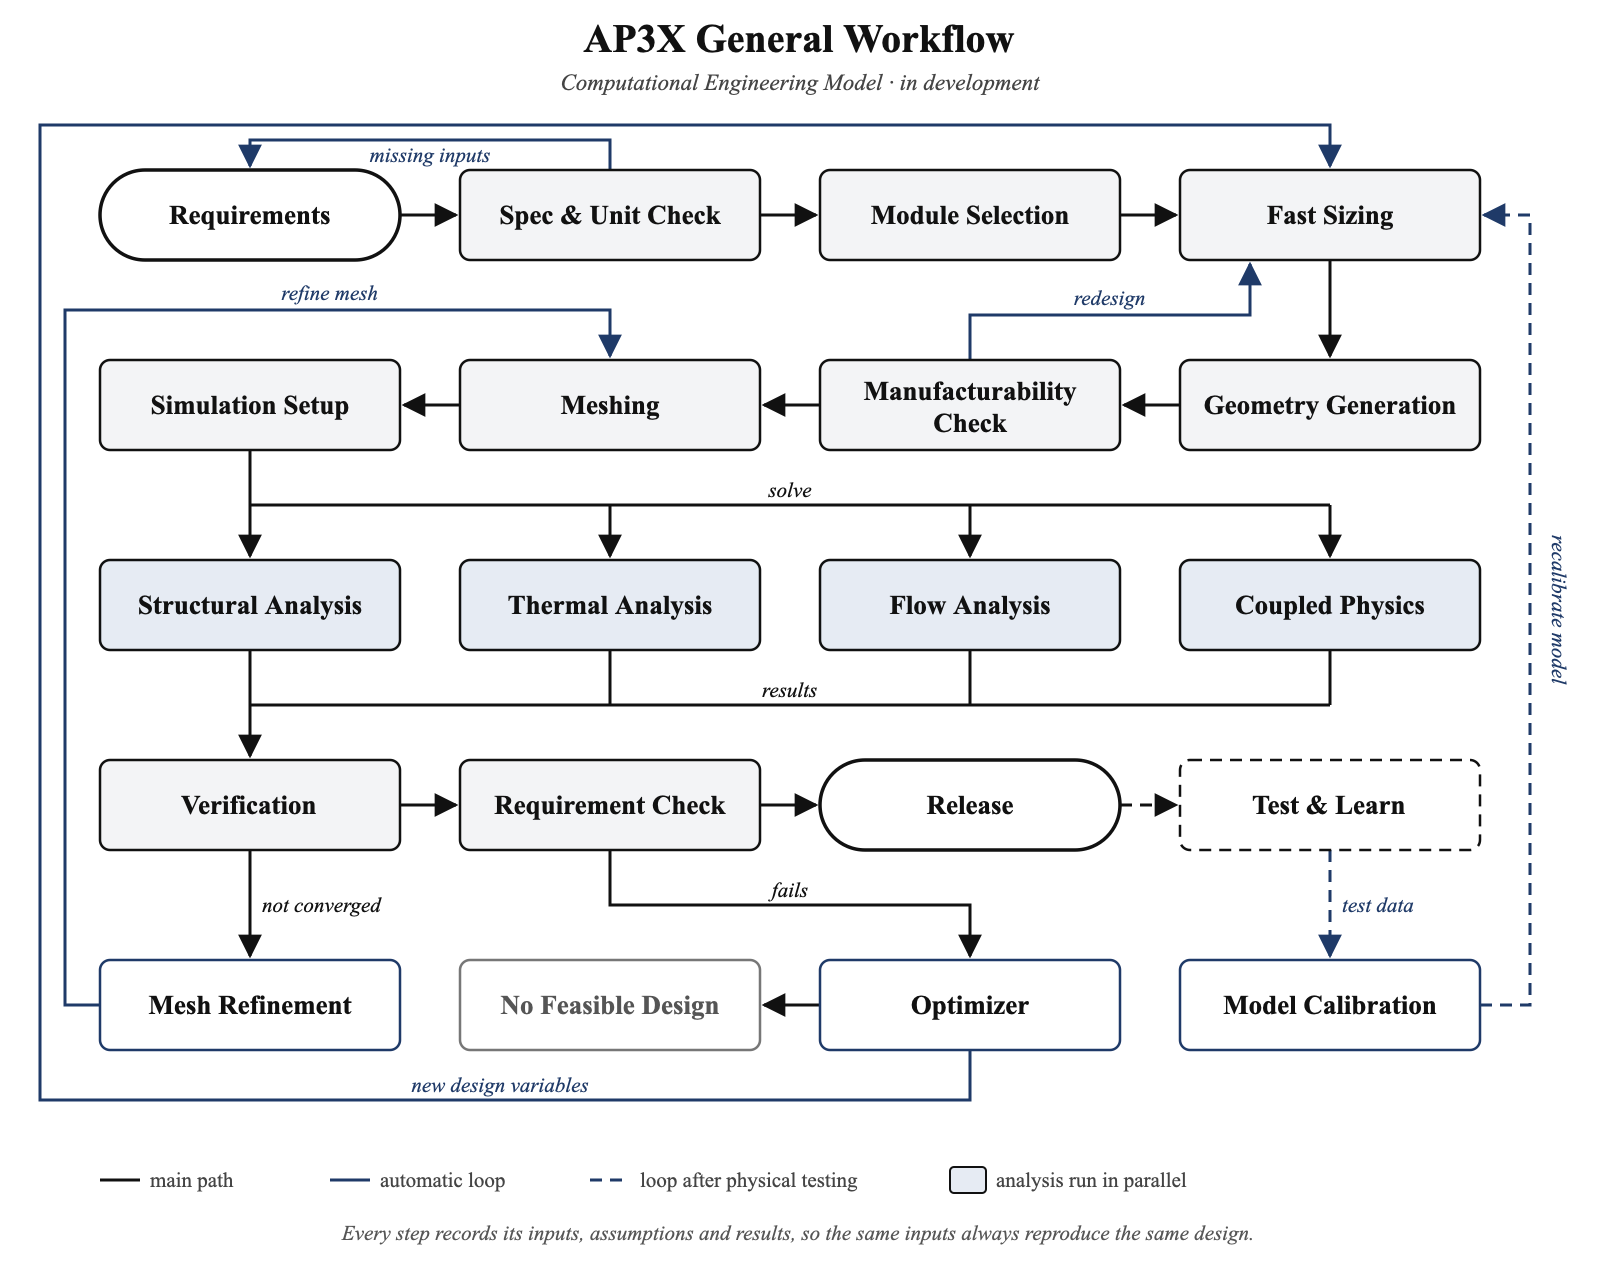 AP3X General Workflow
Computational Engineering Model · in development
missing inputs
Requirements
Spec & Unit Check
Module Selection
Fast Sizing
refine mesh
redesign
Simulation Setup
Meshing
Manufacturability
Check
Geometry Generation
solve
Structural Analysis
Thermal Analysis
Flow Analysis
Coupled Physics
recalibrate model
results
Verification
Requirement Check
Release
Test & Learn
not converged
fails
test data
Mesh Refinement
No Feasible Design
Optimizer
Model Calibration
new design variables
main path
automatic loop
loop after physical testing
analysis run in parallel
Every step records its inputs, assumptions and results, so the same inputs always reproduce the same design.